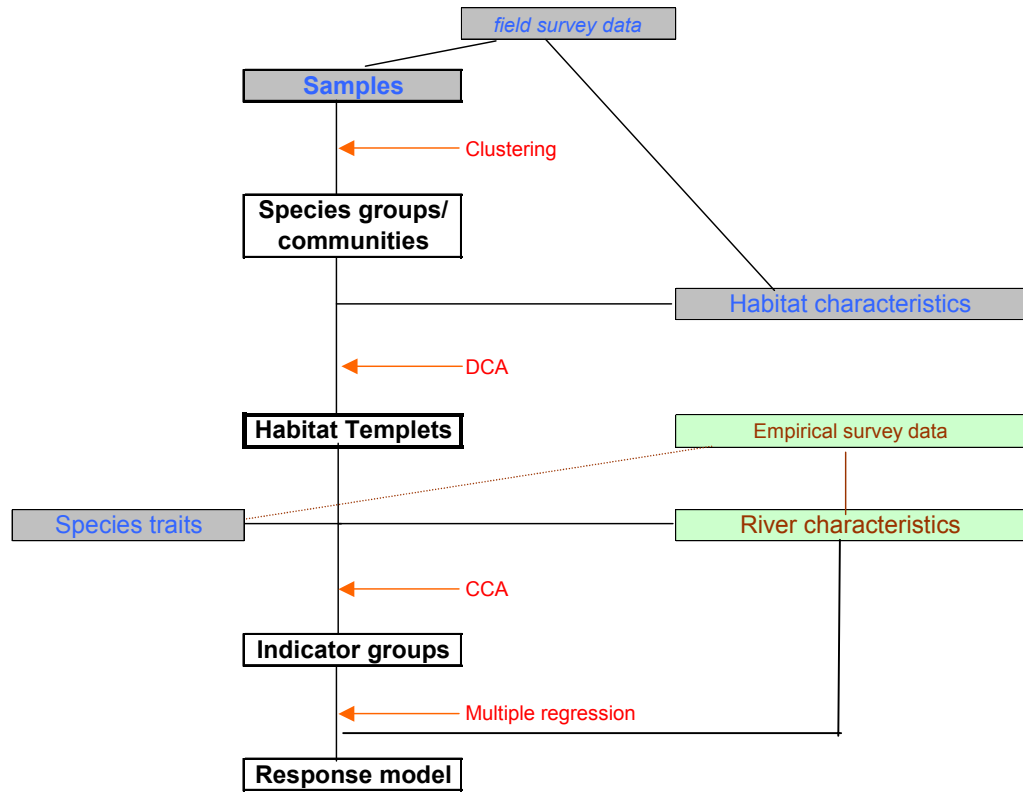 field survey data
Samples
Clustering
Species groups/
communities
Habitat characteristics
DCA
Habitat Templets
Empirical survey data
Species traits
River characteristics
CCA
Indicator groups
Multiple regression
Response model